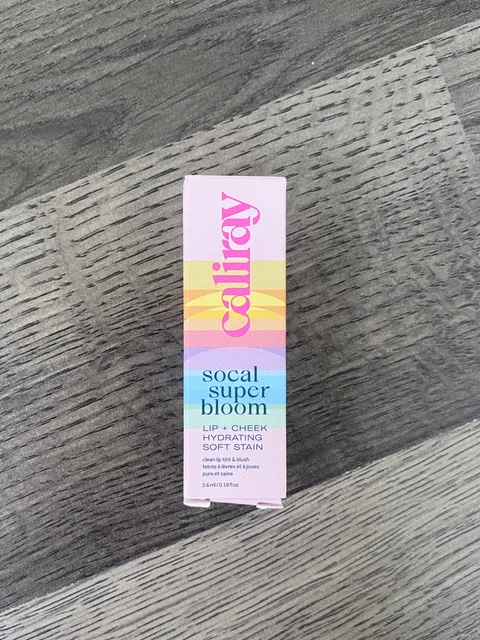 caliray
socal
super
bloom
LIP + CHEEK
HYDRATING
SOFT STAIN
clean lip tint & blush
teinte à lèvres et à joues
pure et saine
5.6 ml / 0.19 fl oz